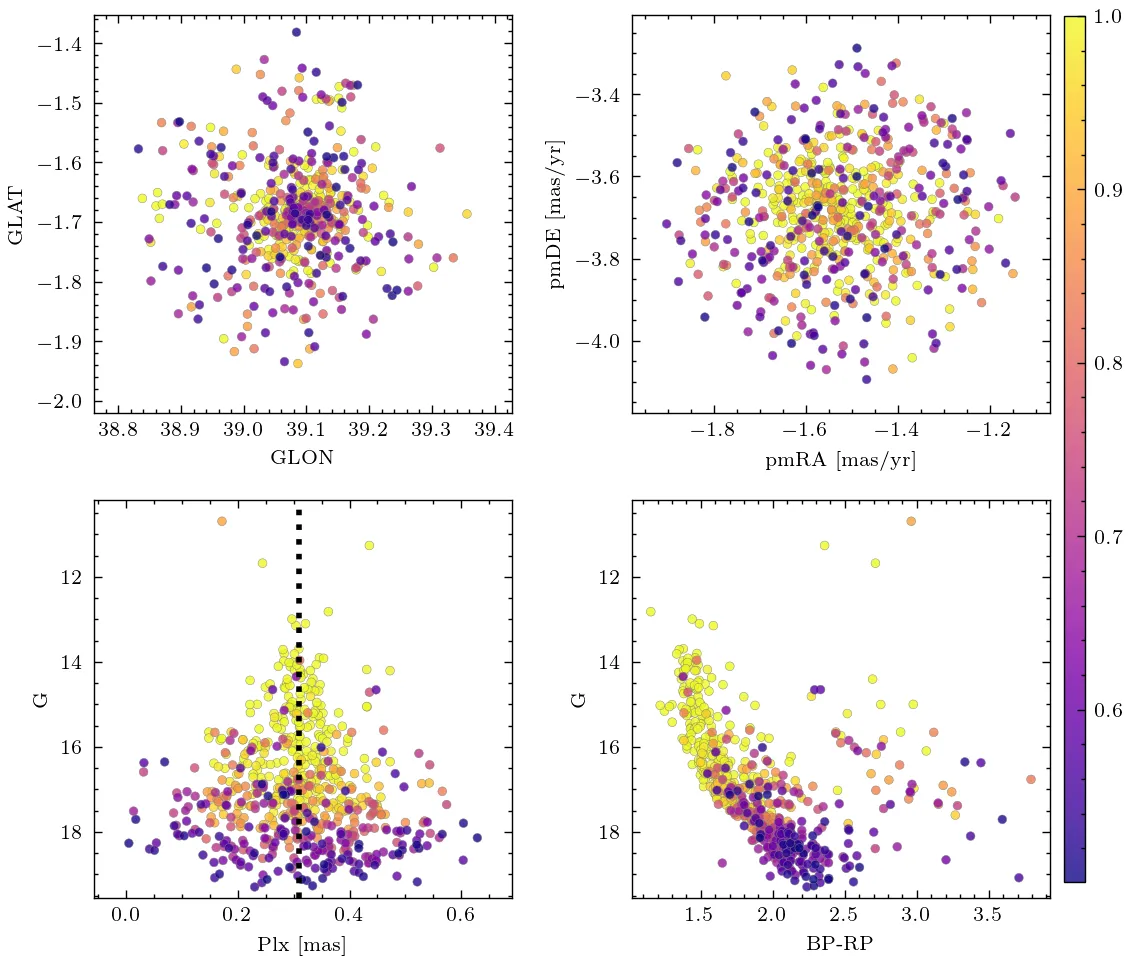 −1.4
−1.5
−1.6
−1.7
−1.8
−1.9
−2.0
GLAT
38.8 38.9 39.0 39.1 39.2 39.3 39.4
GLON
−3.4
−3.6
−3.8
−4.0
pmDE [mas/yr]
−1.8 −1.6 −1.4 −1.2
pmRA [mas/yr]
12
14
16
18
G
0.0 0.2 0.4 0.6
Plx [mas]
12
14
16
18
G
1.5 2.0 2.5 3.0 3.5
BP-RP
1.0
0.9
0.8
0.7
0.6